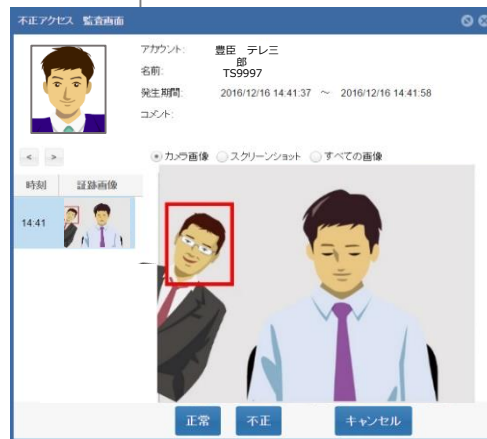 不正アクセス 監査画面
アカウント: 豊臣 テレ三
郎
名前: TS9997
発生期間: 2016/12/16 14:41:37 ～ 2016/12/16 14:41:58
コメント:
< >
カメラ画像 スクリーンショット すべての画像
時刻 証跡画像
14:41
正常 不正 キャンセル